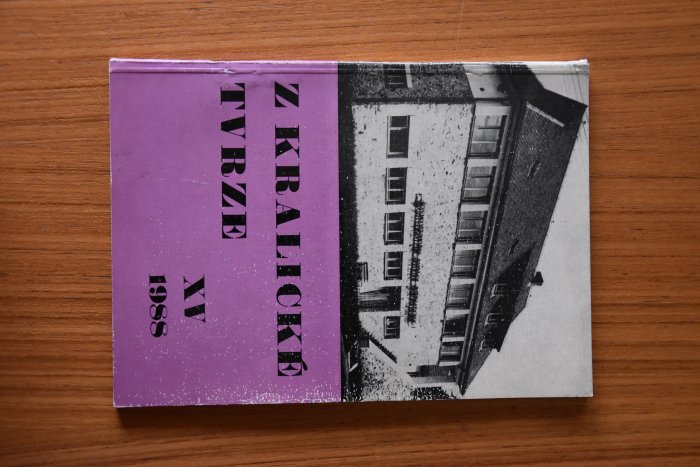 Z KRALICKÉ
TVRZE
XV
1988